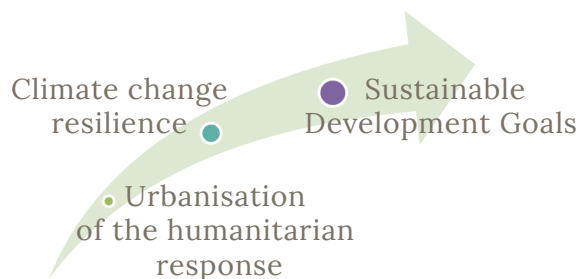 Climate change
resilience
Sustainable
Development Goals
Urbanisation
of the humanitarian
response